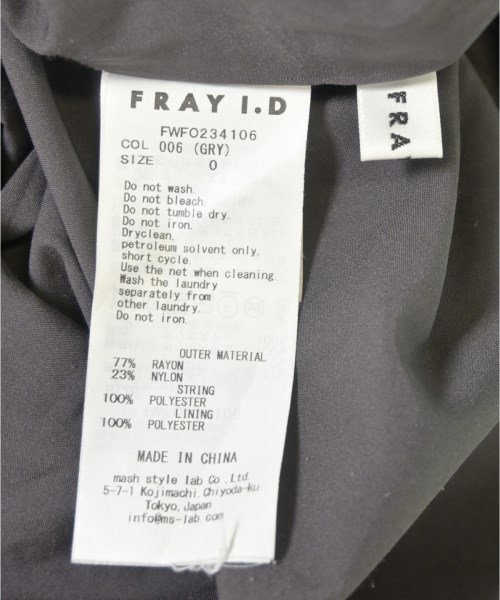 FRAY I.D
FWFO234106
COL 006 (GRY)
SIZE 0
Do not wash.
Do not bleach.
Do not tumble dry.
Do not iron.
Dryclean,
petroleum solvent only,
short cycle.
Use the net when cleaning.
Wash the laundry
separately from
other laundry.
Do not iron.
OUTER MATERIAL
77% RAYON
23% NYLON
STRING
100% POLYESTER
LINING
100% POLYESTER
MADE IN CHINA
mash style lab Co.,Ltd.
5-7-1 Kojimachi,Chiyoda-ku
Tokyo,Japan
info@ms-lab.com
FRA